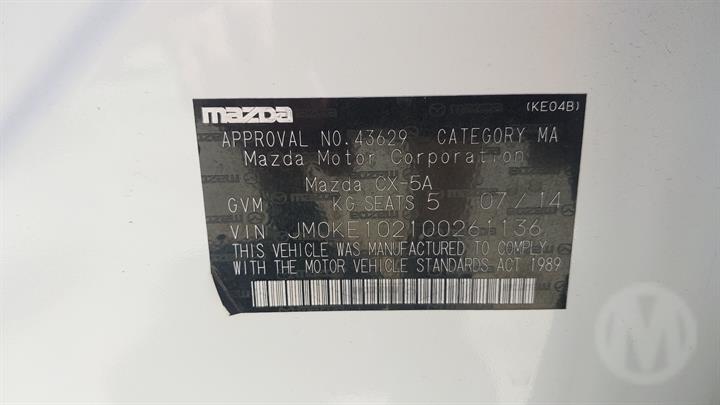 mazda (KE04B)
APPROVAL NO.43629 CATEGORY MA
Mazda Motor Corporation
Mazda CX-5A
GVM KG SEATS 5 07/14
VIN JM0KE102100261136
THIS VEHICLE WAS MANUFACTURED TO COMPLY
WITH THE MOTOR VEHICLE STANDARDS ACT 1989
M